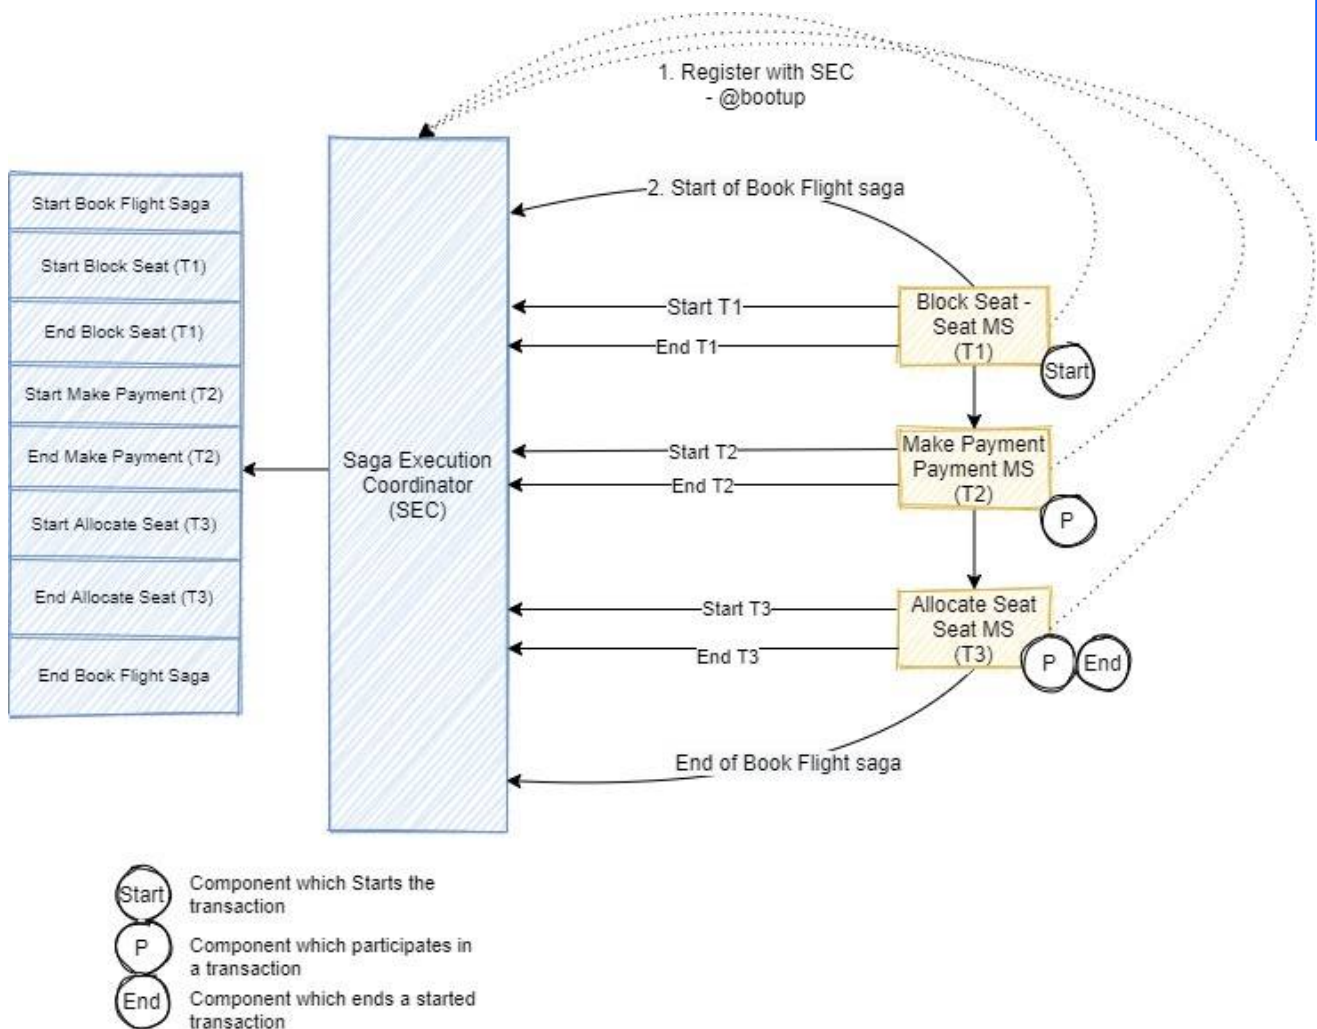 1. Register with SEC
- @bootup
2. Start of Book Flight saga
Start Book Flight Saga
Start Block Seat (T1)
End Block Seat (T1)
Start Make Payment (T2)
End Make Payment (T2)
Start Allocate Seat (T3)
End Allocate Seat (T3)
End Book Flight Saga
Saga Execution
Coordinator
(SEC)
Start T1
End T1
Start T2
End T2
Start T3
End T3
End of Book Flight saga
Block Seat -
Seat MS
(T1)
Start
Make Payment
Payment MS
(T2)
P
Allocate Seat
Seat MS
(T3)
P
End
Start
Component which Starts the
transaction
P
Component which participates in
a transaction
End
Component which ends a started
transaction